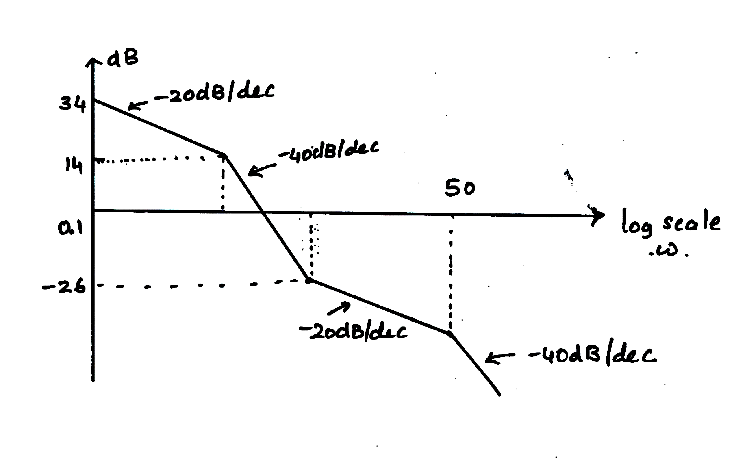 dB
34
-20dB/dec
-40dB/dec
14
50
0.1
log scale
.ω.
-26
-20dB/dec
-40dB/dec